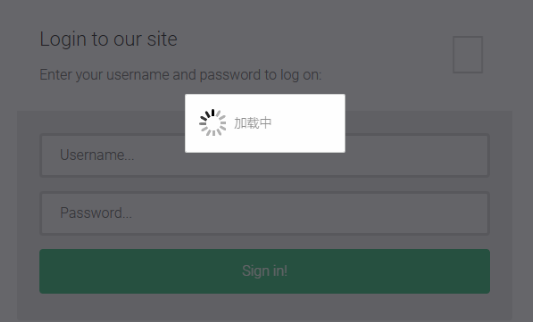 Login to our site
Enter your username and password to log on:
加载中
Username...
Password...
Sign in!